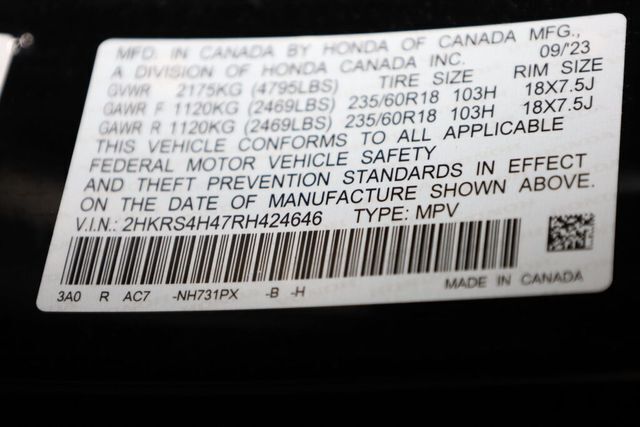 MFD. IN CANADA BY HONDA OF CANADA MFG.,
A DIVISION OF HONDA CANADA INC. 09/'23
GVWR 2175KG (4795LBS) TIRE SIZE RIM SIZE
GAWR F 1120KG (2469LBS) 235/60R18 103H 18X7.5J
GAWR R 1120KG (2469LBS) 235/60R18 103H 18X7.5J
THIS VEHICLE CONFORMS TO ALL APPLICABLE
FEDERAL MOTOR VEHICLE SAFETY
AND THEFT PREVENTION STANDARDS IN EFFECT
ON THE DATE OF MANUFACTURE SHOWN ABOVE.
V.I.N.: 2HKRS4H47RH424646 TYPE: MPV
3A0 R AC7 -NH731PX -B -H MADE IN CANADA